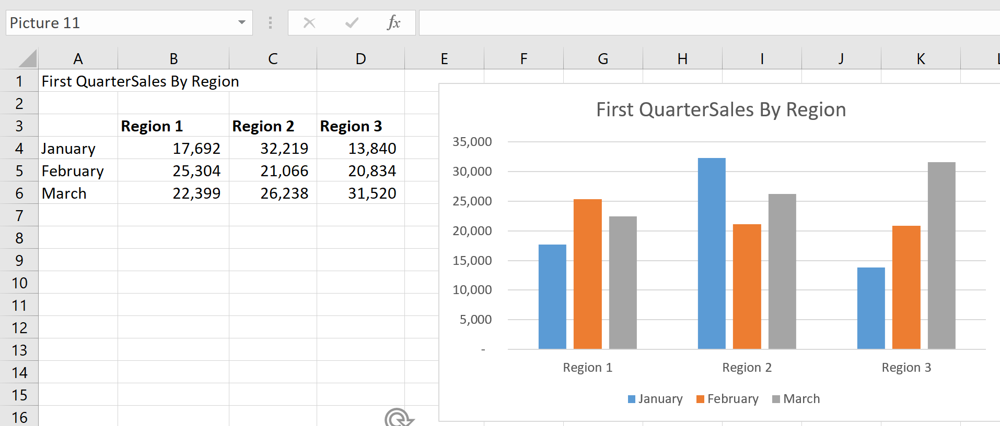 Picture 11 fx
A B C D E F G H I J K
1 First QuarterSales By Region
2
3 Region 1 Region 2 Region 3
4 January 17,692 32,219 13,840
5 February 25,304 21,066 20,834
6 March 22,399 26,238 31,520
7
8
9
10
11
12
13
14
15
16
First QuarterSales By Region
35,000
30,000
25,000
20,000
15,000
10,000
5,000
-
Region 1 Region 2 Region 3
January February March